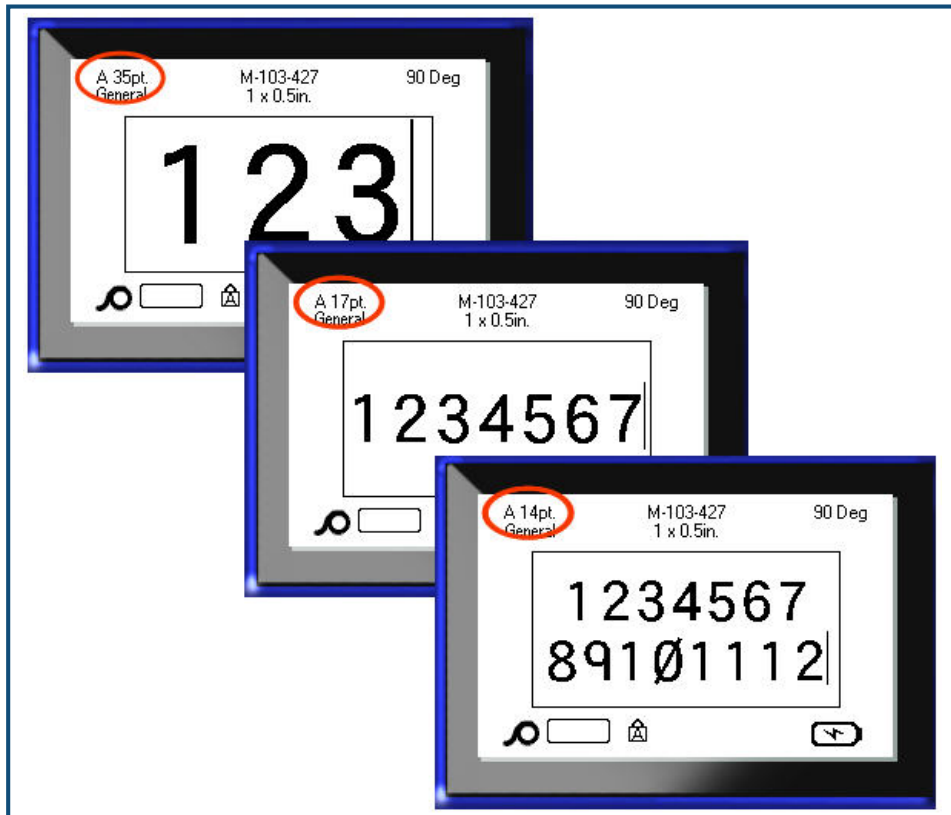 A 35pt.
General
M-103-427
1 x 0.5in.
90 Deg
123
A 17pt.
General
M-103-427
1 x 0.5in.
90 Deg
1234567
A 14pt.
General
M-103-427
1 x 0.5in.
90 Deg
1234567
891Ø1112